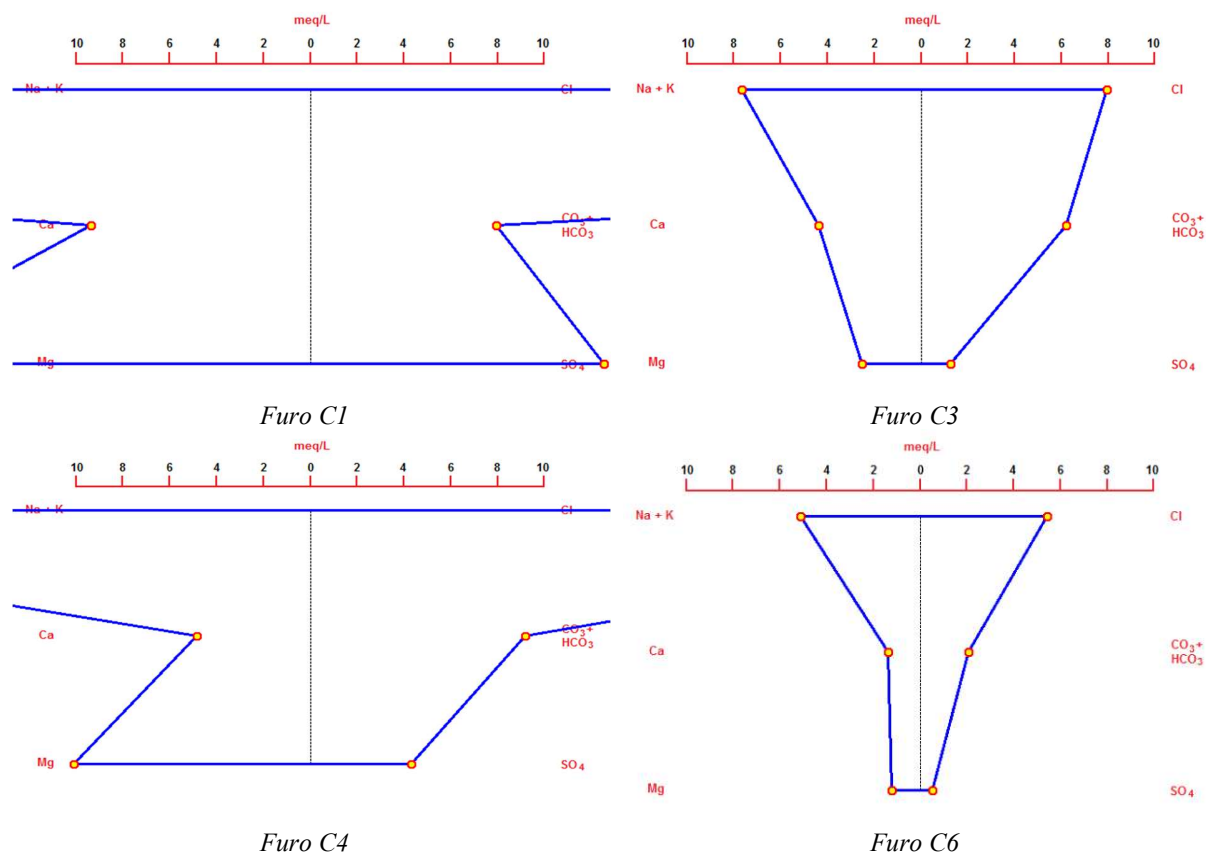 meq/L
10 8 6 4 2 0 2 4 6 8 10
Na + K Cl
Ca CO₃+
HCO₃
Mg SO₄
Furo C1
meq/L
10 8 6 4 2 0 2 4 6 8 10
Na + K Cl
Ca CO₃+
HCO₃
Mg SO₄
Furo C3
meq/L
10 8 6 4 2 0 2 4 6 8 10
Na + K Cl
Ca CO₃+
HCO₃
Mg SO₄
Furo C4
meq/L
10 8 6 4 2 0 2 4 6 8 10
Na + K Cl
Ca CO₃+
HCO₃
Mg SO₄
Furo C6